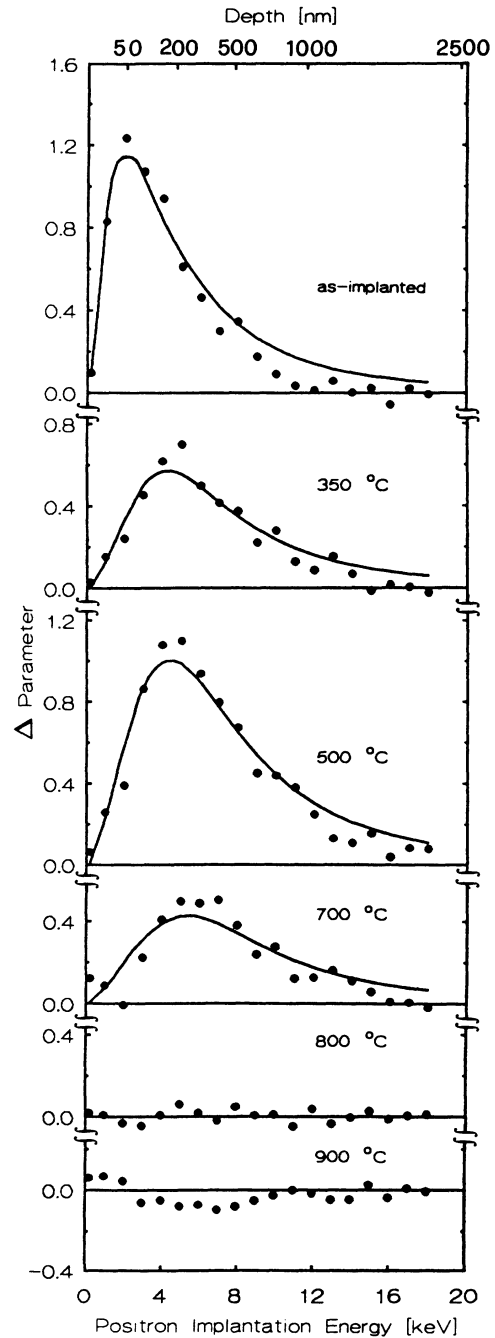 Depth [nm]
50 200 500 1000 2500
1.6
1.2
0.8
0.4
as-implanted
0.0
0.8
350 °C
0.4
0.0
1.2
0.8
500 °C
0.4
0.0
700 °C
0.4
0.0
800 °C
0.4
0.0
900 °C
0.0
-0.4
0 4 8 12 16 20
Positron Implantation Energy [keV]
Δ Parameter